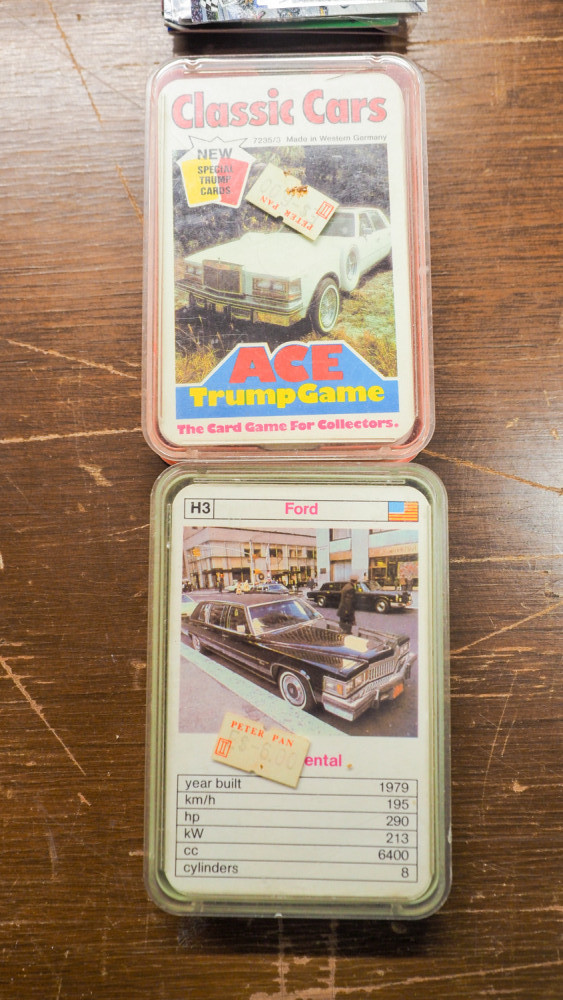 Classic Cars
7235/3 Made in Western Germany
NEW
SPECIAL
TRUMP
CARDS
PETER PAN
ACE
Trump Game
The Card Game For Collectors.
H3 Ford
PETER PAN
ental
year built 1979
km/h 195
hp 290
kW 213
cc 6400
cylinders 8